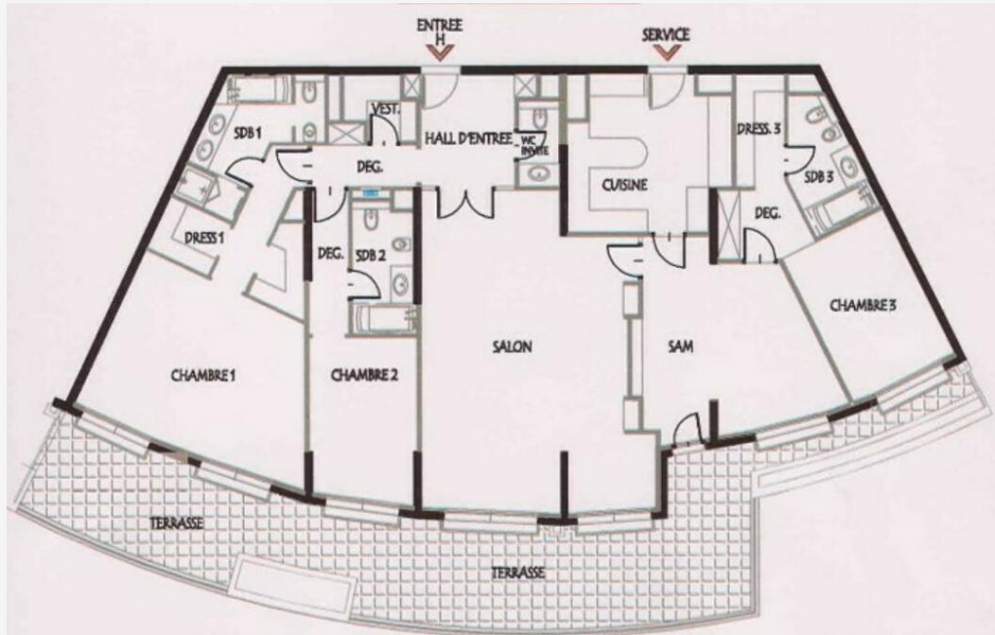 ENTREE
H
SERVICE
SDB 1
VEST.
HALL D'ENTREE
WC
INVITE
DEG.
CUISINE
DRESS. 3
SDB 3
DEG.
DRESS 1
DEG.
SDB 2
CHAMBRE 1
CHAMBRE 2
SALON
SAM
CHAMBRE 3
TERRASSE
TERRASSE